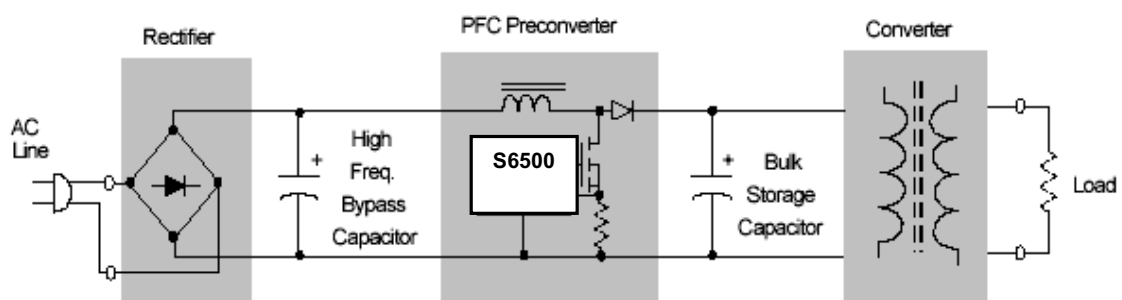 Rectifier
PFC Preconverter
Converter
AC
Line
+
High
Freq.
Bypass
Capacitor
S6500
+
Bulk
Storage
Capacitor
Load